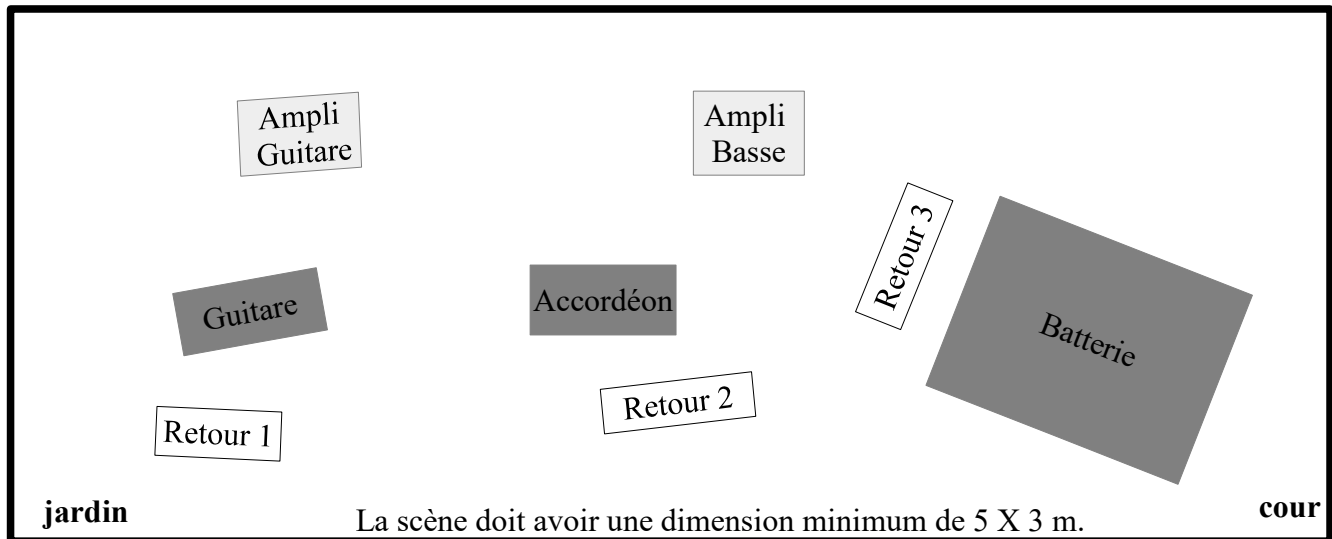 Ampli
Guitare
Ampli
Basse
Retour 3
Guitare
Accordéon
Batterie
Retour 1
Retour 2
jardin
La scène doit avoir une dimension minimum de 5 X 3 m.
cour